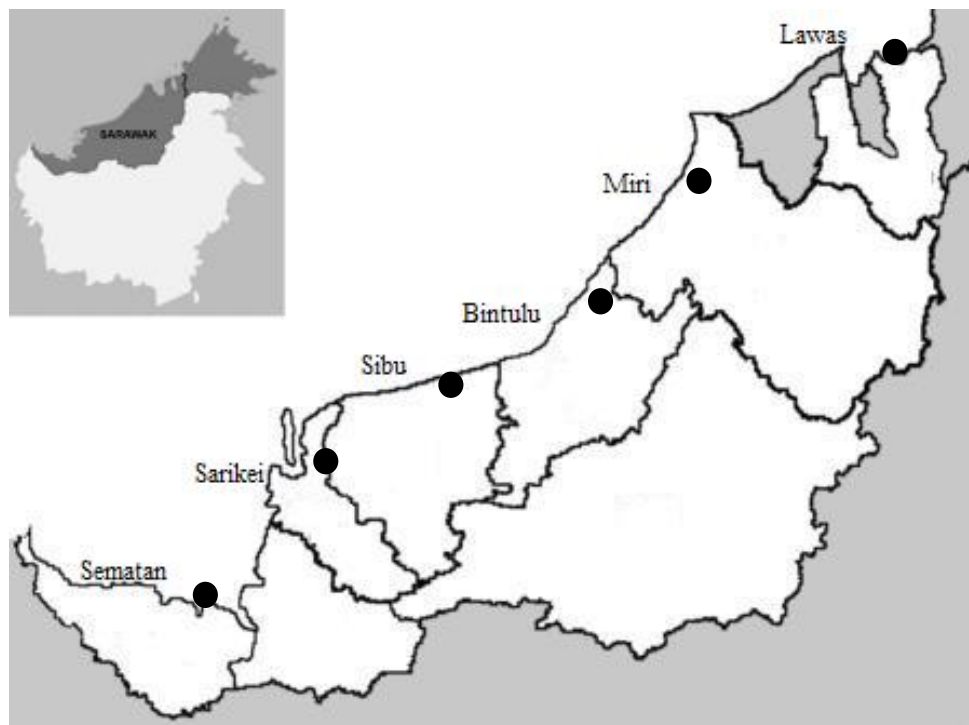 SARAWAK
Lawas
Miri
Bintulu
Sibu
Sarikei
Sematan